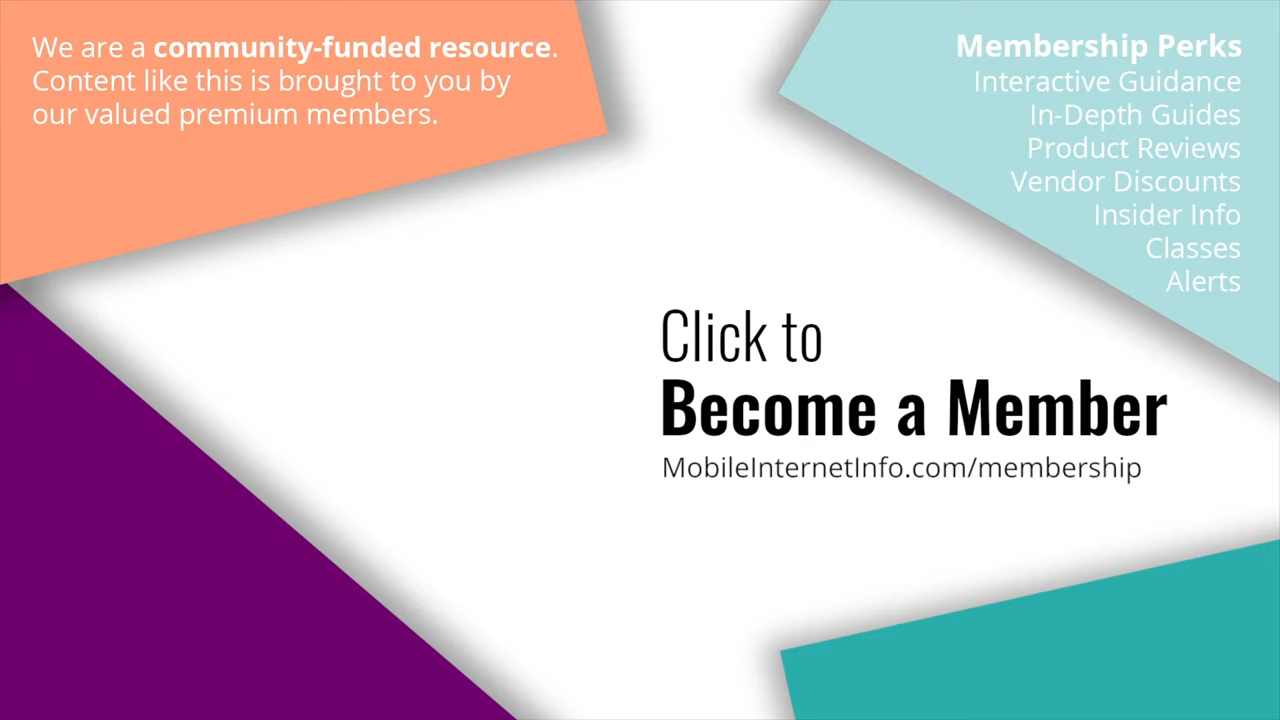 We are a community-funded resource.
Content like this is brought to you by
our valued premium members.
Membership Perks
Interactive Guidance
In-Depth Guides
Product Reviews
Vendor Discounts
Insider Info
Classes
Alerts
Click to
Become a Member
MobileInternetInfo.com/membership